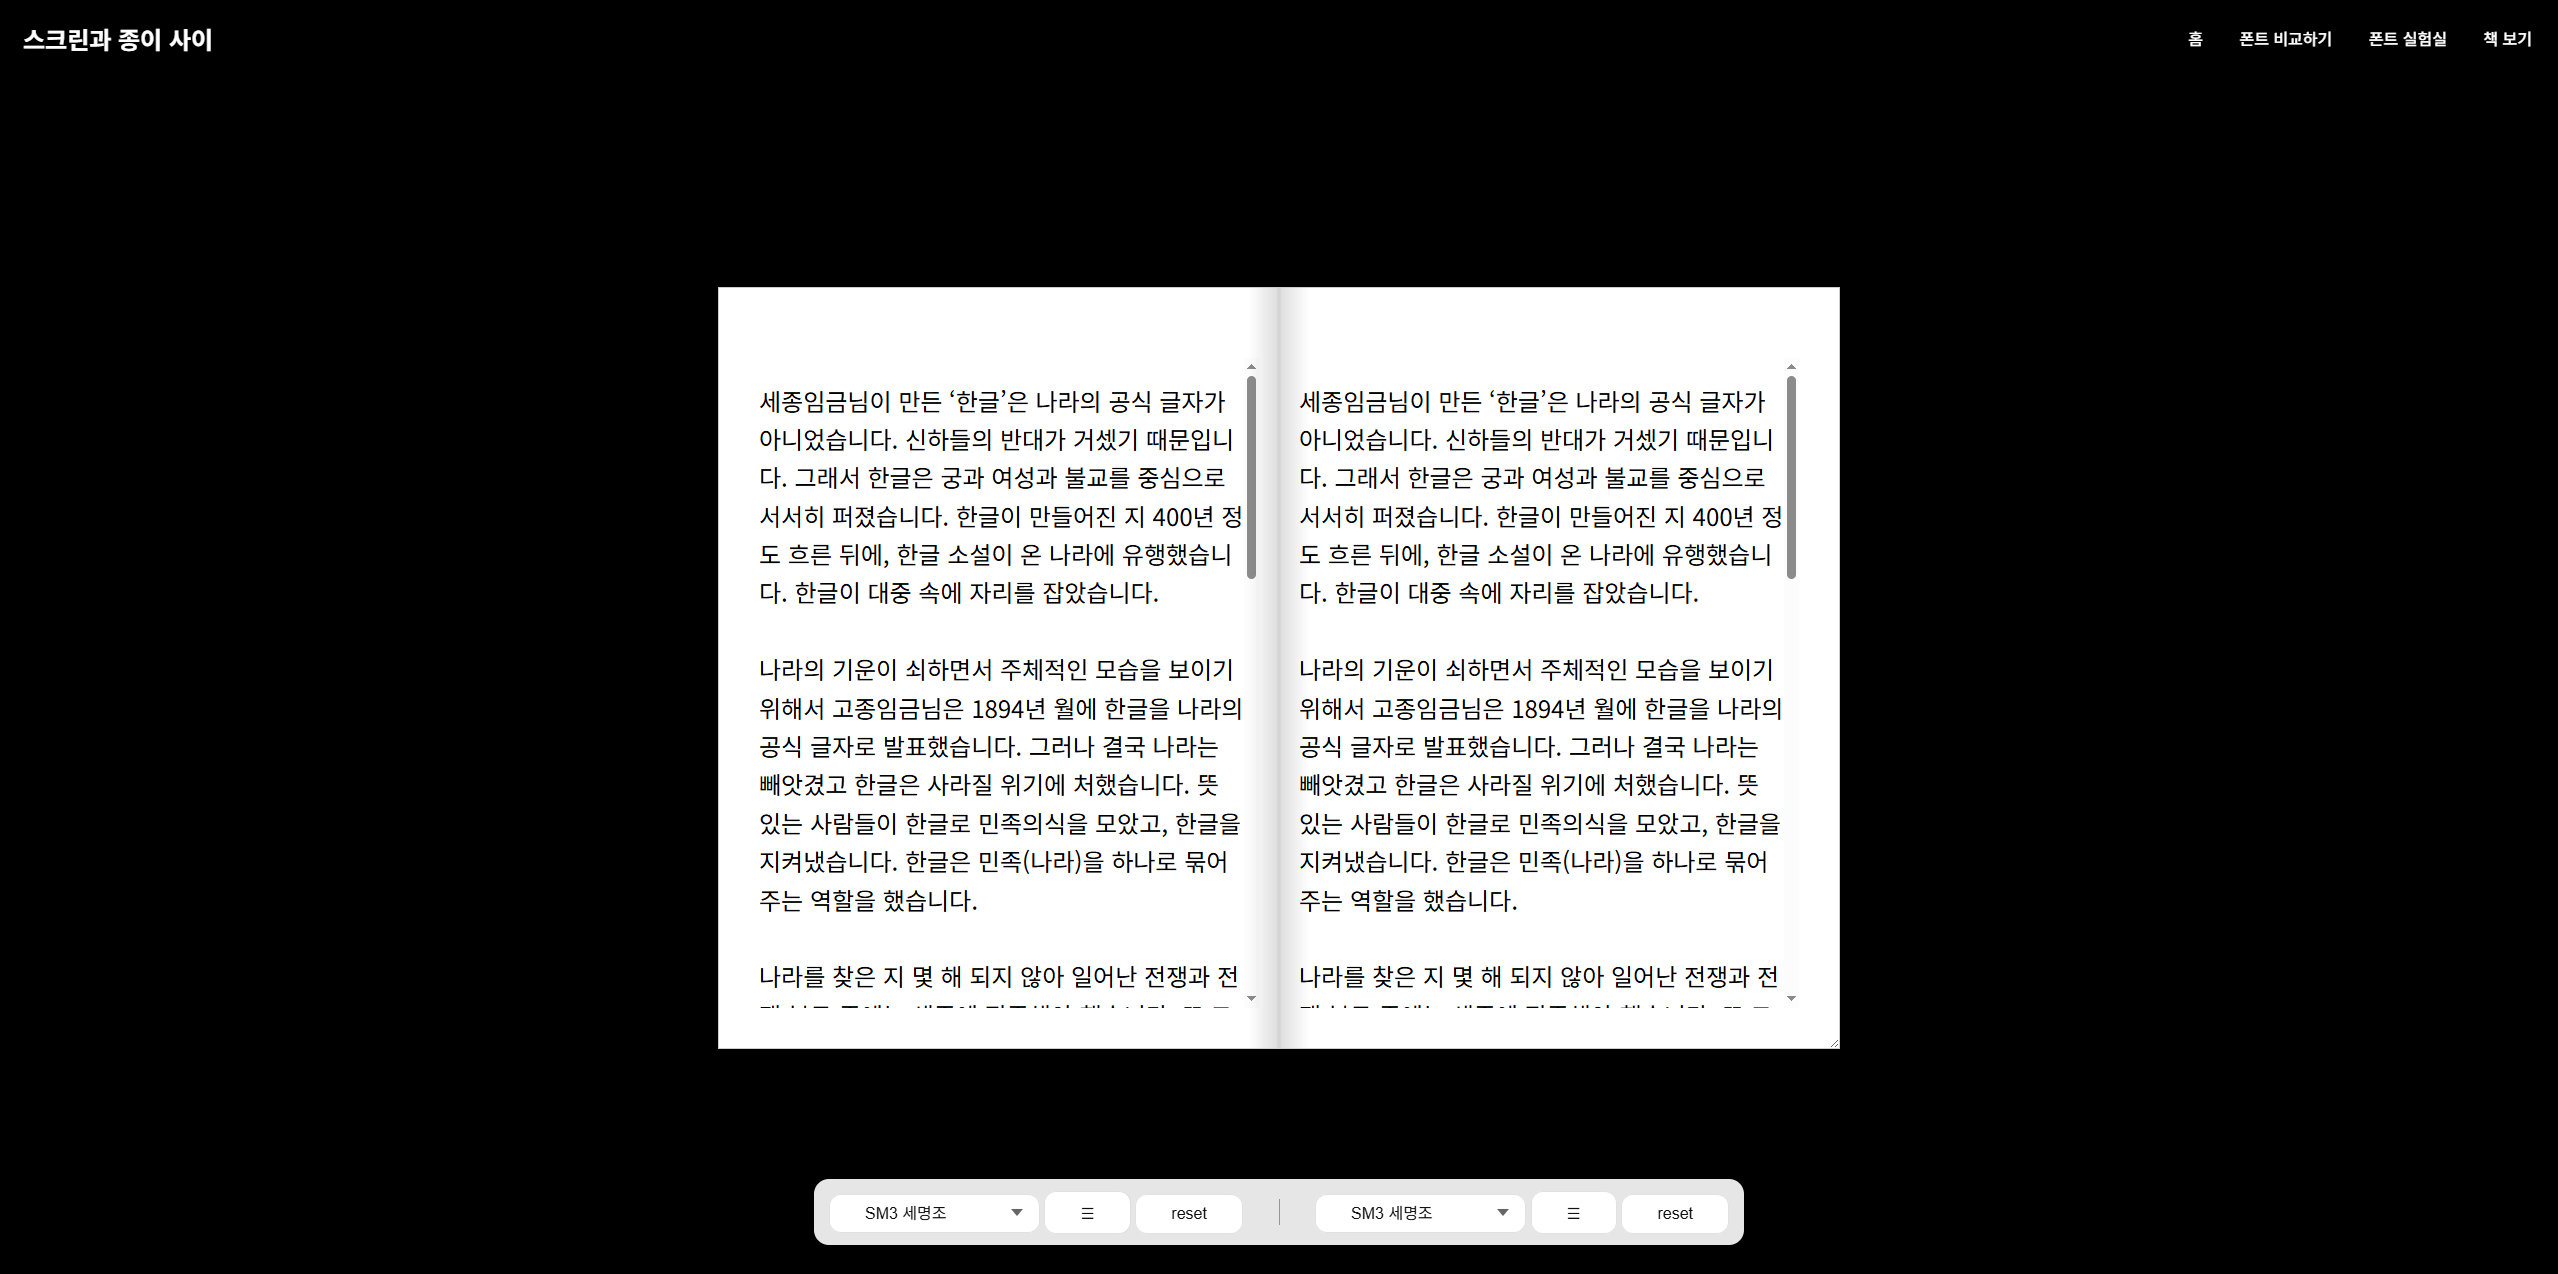 스크린과 종이 사이
홈 폰트 비교하기 폰트 실험실 책 보기
세종임금님이 만든 ‘한글’은 나라의 공식 글자가
아니었습니다. 신하들의 반대가 거셌기 때문입니
다. 그래서 한글은 궁과 여성과 불교를 중심으로
서서히 퍼졌습니다. 한글이 만들어진 지 400년 정
도 흐른 뒤에, 한글 소설이 온 나라에 유행했습니
다. 한글이 대중 속에 자리를 잡았습니다.
나라의 기운이 쇠하면서 주체적인 모습을 보이기
위해서 고종임금님은 1894년 월에 한글을 나라의
공식 글자로 발표했습니다. 그러나 결국 나라는
빼앗겼고 한글은 사라질 위기에 처했습니다. 뜻
있는 사람들이 한글로 민족의식을 모았고, 한글을
지켜냈습니다. 한글은 민족(나라)을 하나로 묶어
주는 역할을 했습니다.
나라를 찾은 지 몇 해 되지 않아 일어난 전쟁과 전
세종임금님이 만든 ‘한글’은 나라의 공식 글자가
아니었습니다. 신하들의 반대가 거셌기 때문입니
다. 그래서 한글은 궁과 여성과 불교를 중심으로
서서히 퍼졌습니다. 한글이 만들어진 지 400년 정
도 흐른 뒤에, 한글 소설이 온 나라에 유행했습니
다. 한글이 대중 속에 자리를 잡았습니다.
나라의 기운이 쇠하면서 주체적인 모습을 보이기
위해서 고종임금님은 1894년 월에 한글을 나라의
공식 글자로 발표했습니다. 그러나 결국 나라는
빼앗겼고 한글은 사라질 위기에 처했습니다. 뜻
있는 사람들이 한글로 민족의식을 모았고, 한글을
지켜냈습니다. 한글은 민족(나라)을 하나로 묶어
주는 역할을 했습니다.
나라를 찾은 지 몇 해 되지 않아 일어난 전쟁과 전
SM3 세명조 ☰ reset SM3 세명조 ☰ reset